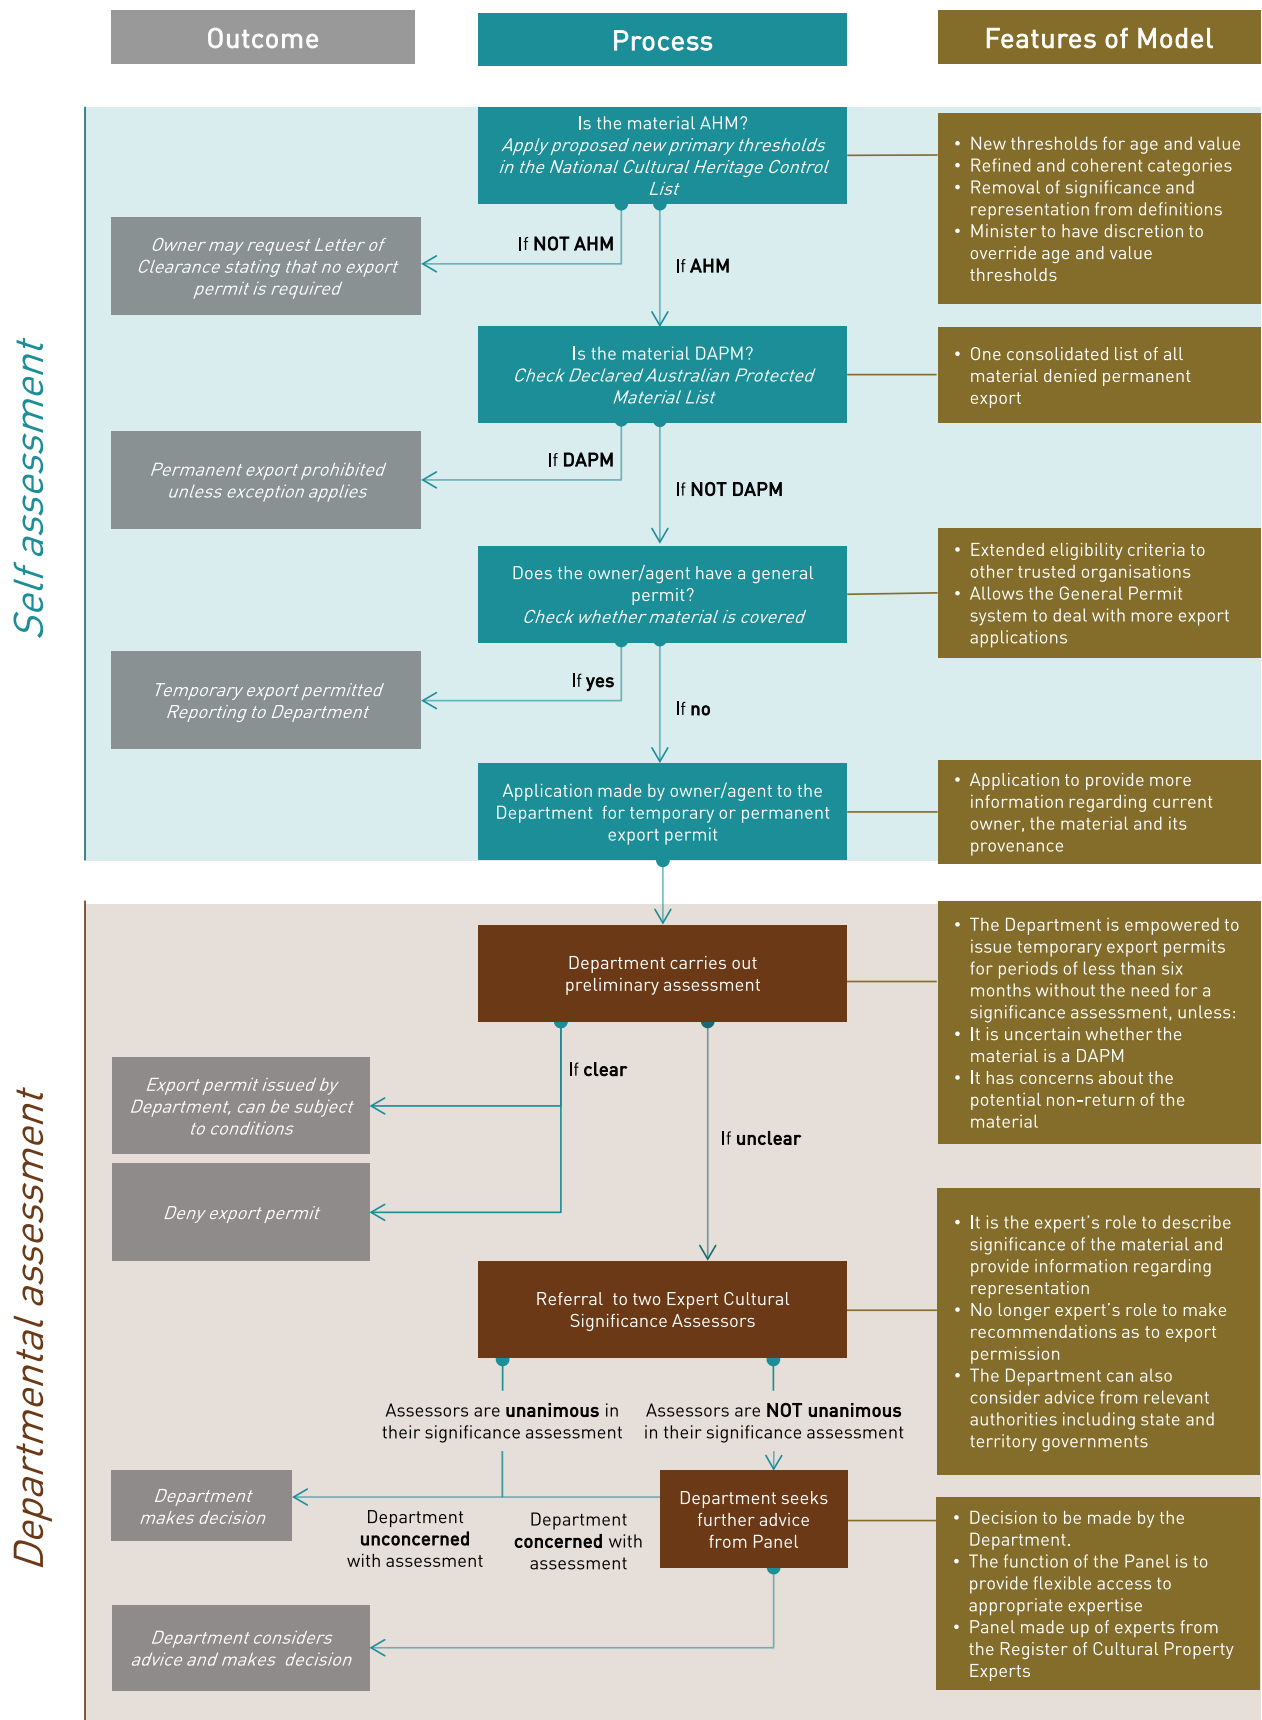 Outcome
Process
Features of Model
Self assessment
Is the material AHM?
Apply proposed new primary thresholds
in the National Cultural Heritage Control
List
• New thresholds for age and value
• Refined and coherent categories
• Removal of significance and
representation from definitions
• Minister to have discretion to
override age and value
thresholds
If NOT AHM
If AHM
Owner may request Letter of
Clearance stating that no export
permit is required
Is the material DAPM?
Check Declared Australian Protected
Material List
• One consolidated list of all
material denied permanent
export
If DAPM
If NOT DAPM
Permanent export prohibited
unless exception applies
Does the owner/agent have a general
permit?
Check whether material is covered
• Extended eligibility criteria to
other trusted organisations
• Allows the General Permit
system to deal with more export
applications
If yes
If no
Temporary export permitted
Reporting to Department
Application made by owner/agent to the
Department for temporary or permanent
export permit
• Application to provide more
information regarding current
owner, the material and its
provenance
Departmental assessment
Department carries out
preliminary assessment
• The Department is empowered to
issue temporary export permits
for periods of less than six
months without the need for a
significance assessment, unless:
• It is uncertain whether the
material is a DAPM
• It has concerns about the
potential non-return of the
material
If clear
If unclear
Export permit issued by
Department, can be subject
to conditions
Deny export permit
Referral to two Expert Cultural
Significance Assessors
• It is the expert's role to describe
significance of the material and
provide information regarding
representation
• No longer expert's role to make
recommendations as to export
permission
• The Department can also
consider advice from relevant
authorities including state and
territory governments
Assessors are unanimous in
their significance assessment
Assessors are NOT unanimous
in their significance assessment
Department
makes decision
Department
unconcerned
with assessment
Department
concerned with
assessment
Department seeks
further advice
from Panel
• Decision to be made by the
Department.
• The function of the Panel is to
provide flexible access to
appropriate expertise
• Panel made up of experts from
the Register of Cultural Property
Experts
Department considers
advice and makes decision